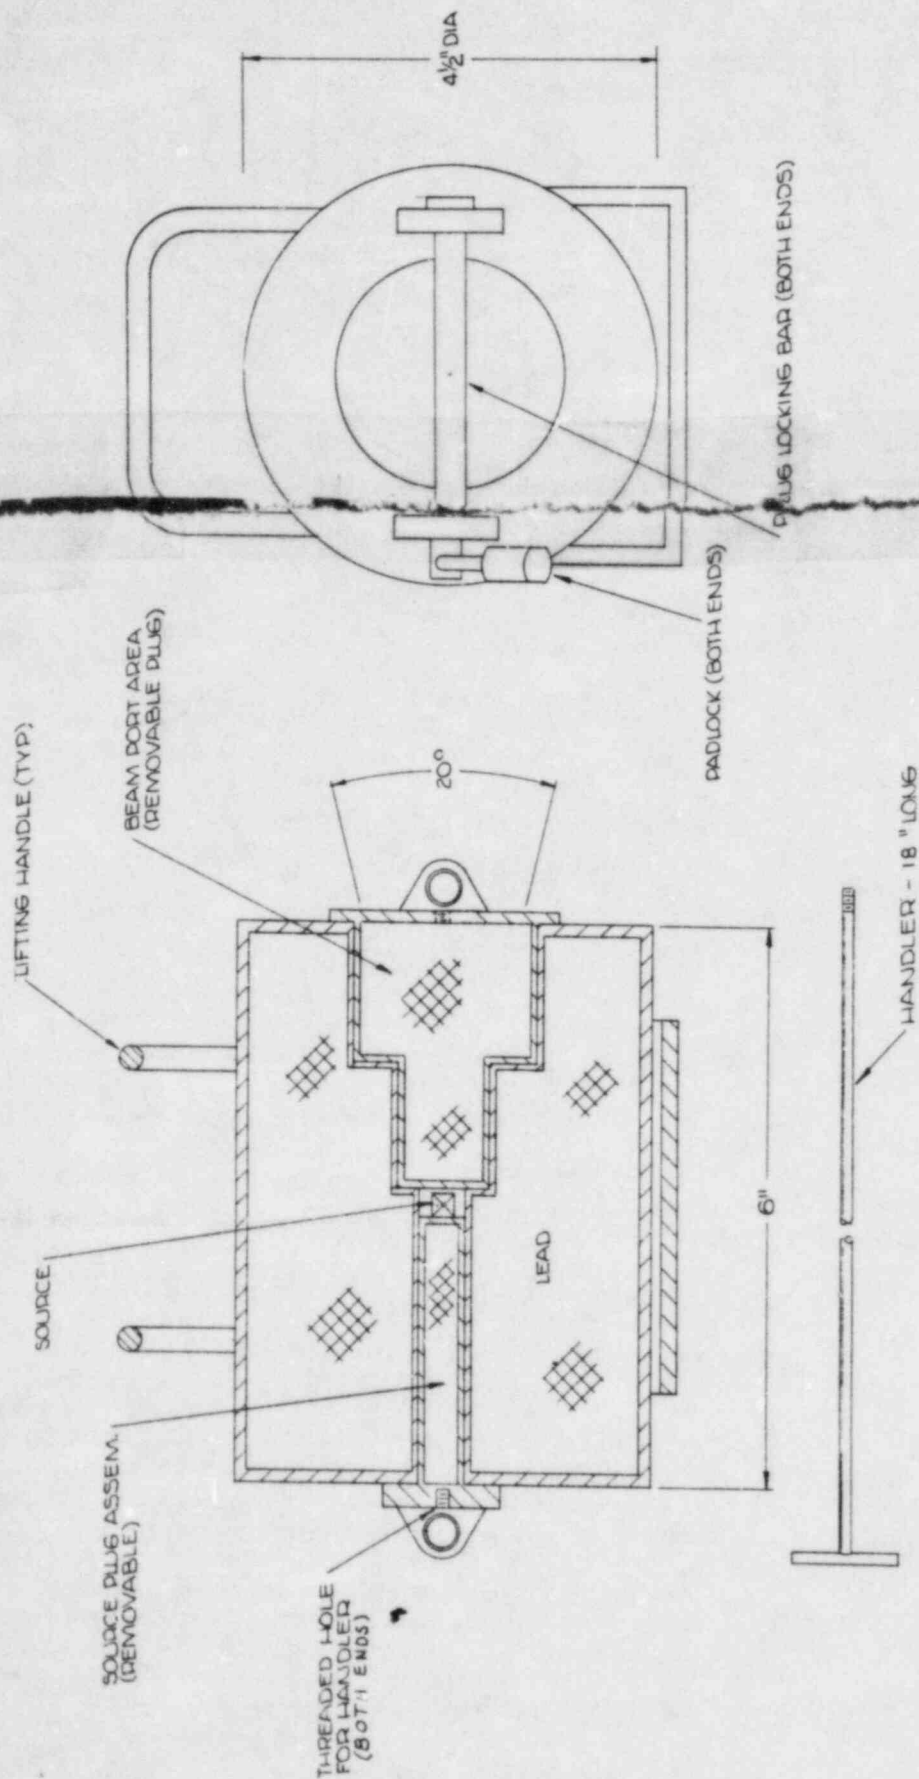 LIFTING HANDLE (TYP)
SOURCE
SOURCE PLUG ASSEM.
(REMOVABLE)
BEAM PORT AREA
(REMOVABLE PLUG)
THREADED HOLE
FOR HANDLER
(BOTH ENDS)
LEAD
20°
6"
HANDLER - 18" LONG
4½" DIA
PADLOCK (BOTH ENDS)
PLUG LOCKING BAR (BOTH ENDS)